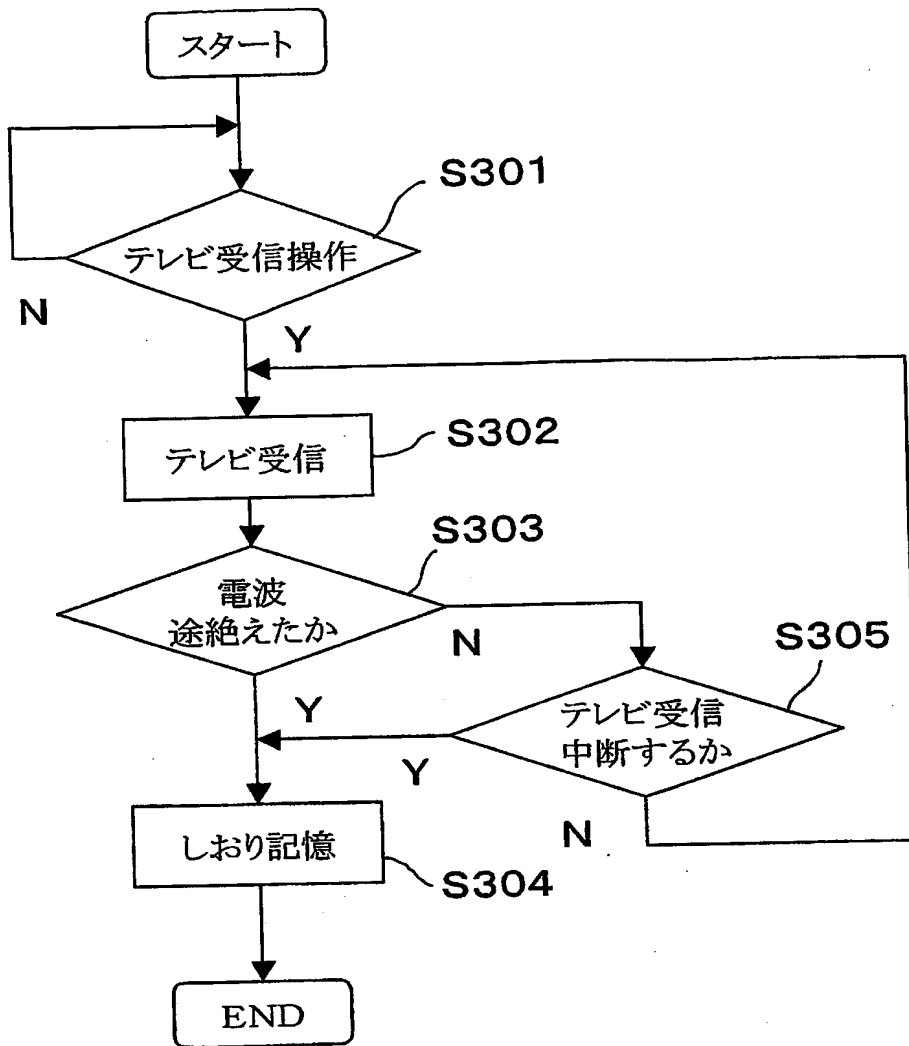 スタート
S301
テレビ受信操作
N
Y
S302
テレビ受信
S303
電波
途絶えたか
N
S305
Y
テレビ受信
中断するか
Y
N
しおり記憶
S304
END